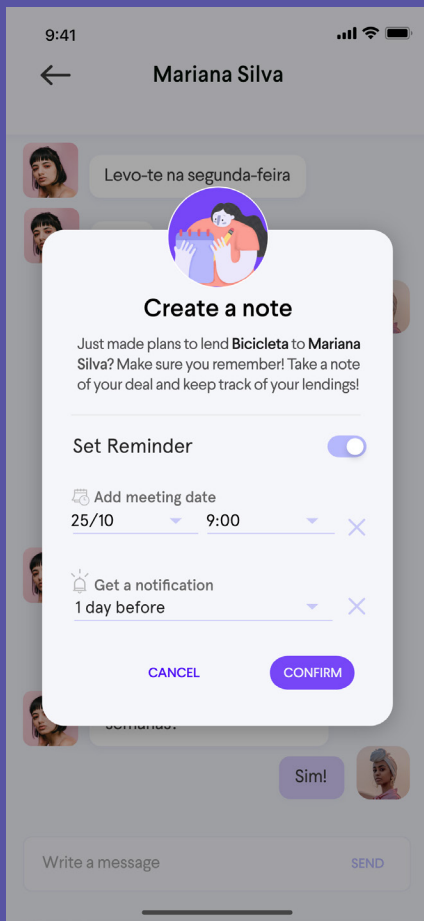 9:41
Mariana Silva
Levo-te na segunda-feira
Create a note
Just made plans to lend Bicicleta to Mariana
Silva? Make sure you remember! Take a note
of your deal and keep track of your lendings!
Set Reminder
Add meeting date
25/10
9:00
Get a notification
1 day before
CANCEL
CONFIRM
semanas?
Sim!
Write a message
SEND